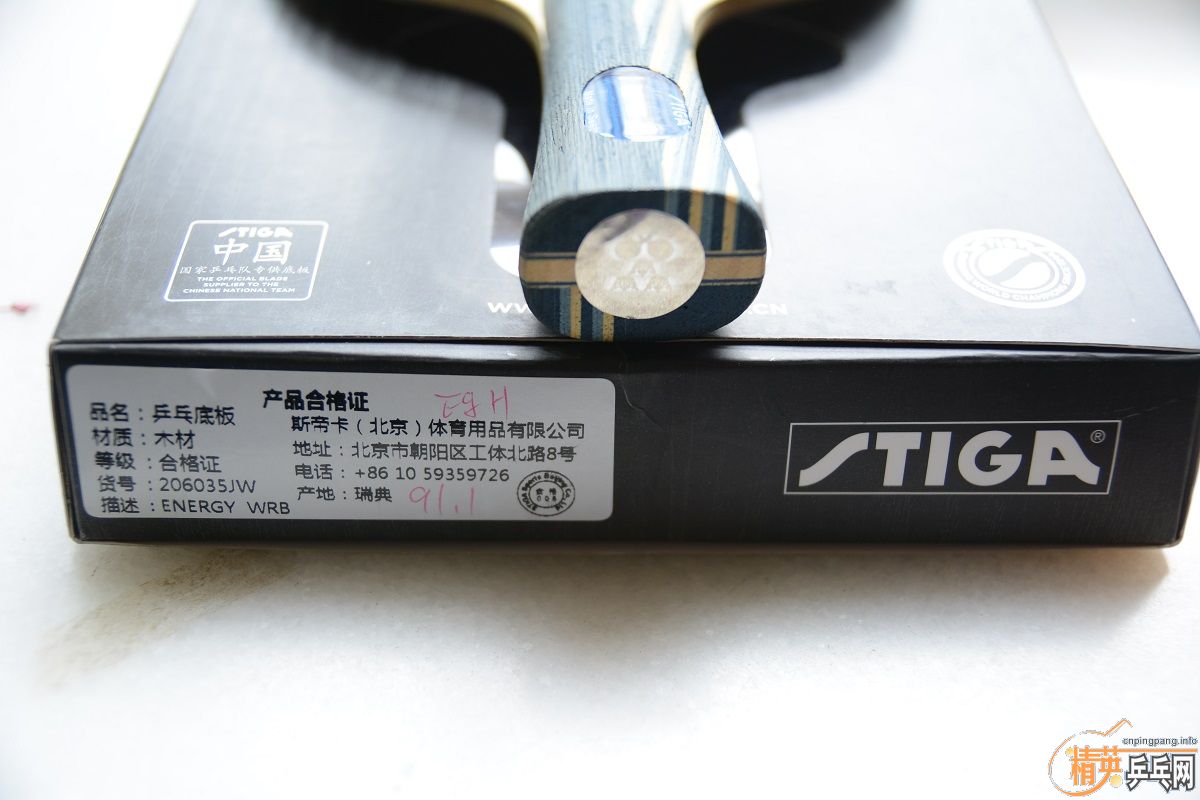 STIGA
STIGA
中国
国家乒乓队专供底板
THE OFFICIAL BLADE
SUPPLIER TO THE
CHINESE NATIONAL TEAM
STIGA
产品合格证
品名：乒乓底板
材质：木材
等级：合格证
货号：206035JW
描述：ENERGY WRB
斯帝卡（北京）体育用品有限公司
地址：北京市朝阳区工体北路8号
电话：+86 10 59359726
产地：瑞典
91.1
STIGA®
cnpingpang.info
精英乒乓网